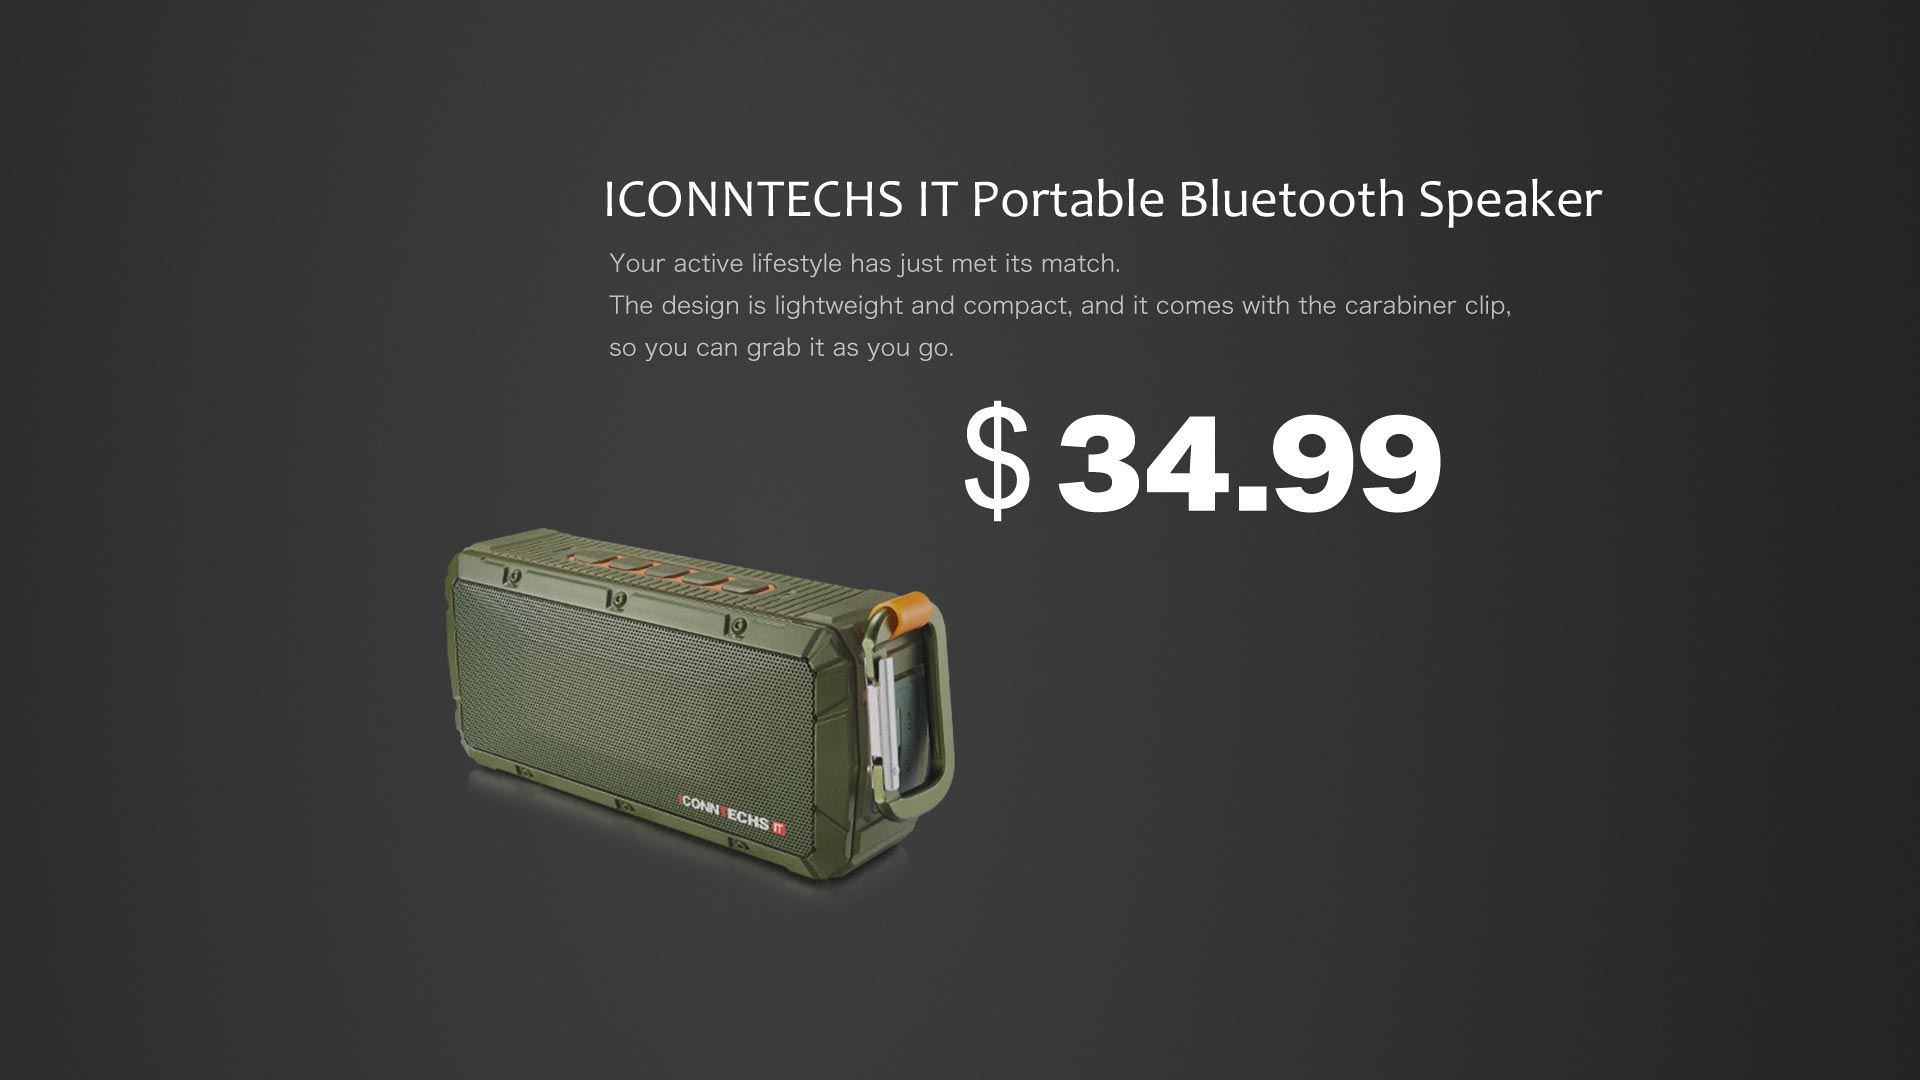 ICONNTECHS IT Portable Bluetooth Speaker
Your active lifestyle has just met its match.
The design is lightweight and compact, and it comes with the carabiner clip,
so you can grab it as you go.
$ 34.99
ICONNTECHS IT